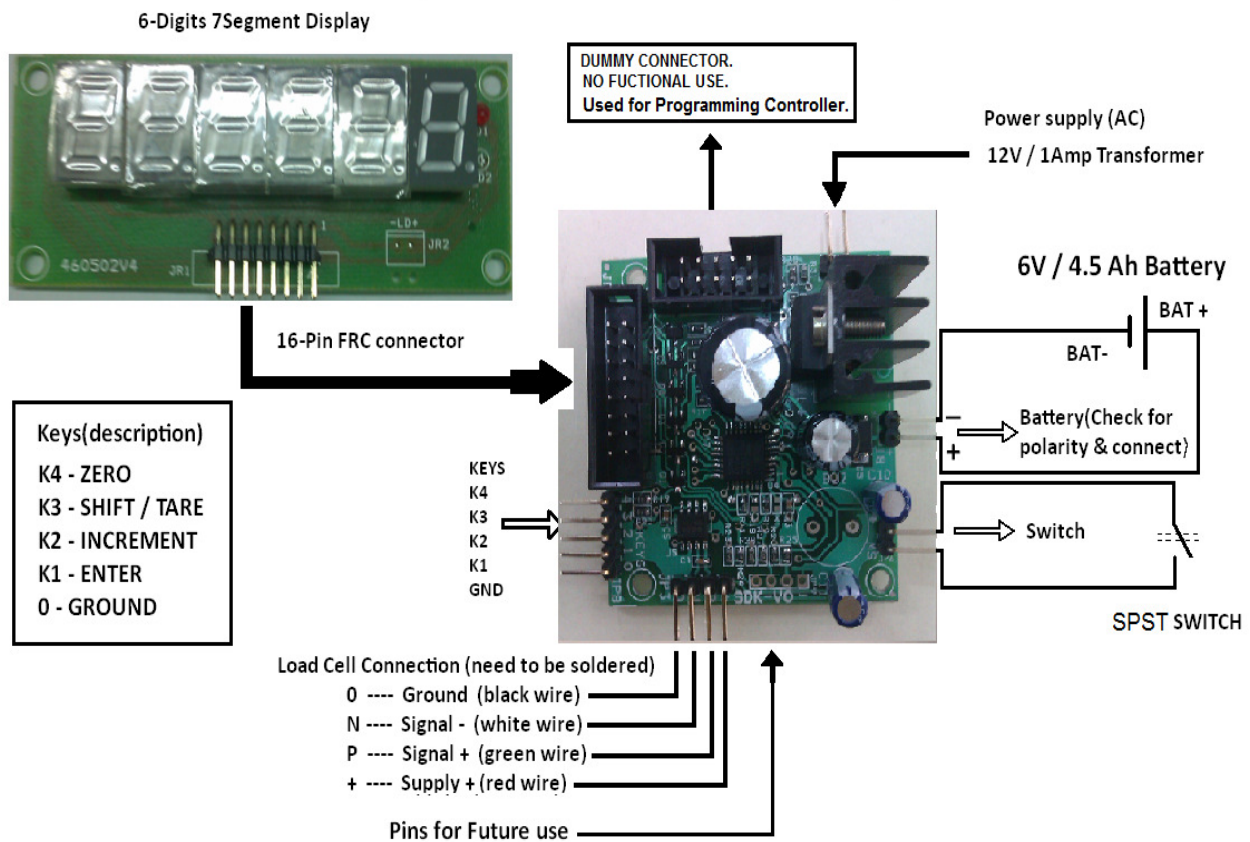 6-Digits 7Segment Display
DUMMY CONNECTOR.
NO FUCTIONAL USE.
Used for Programming Controller.
Power supply (AC)
12V / 1Amp Transformer
6V / 4.5 Ah Battery
BAT +
BAT-
-LD+
JR2
1
460502V4
JR1
16-Pin FRC connector
Battery(Check for
polarity & connect)
−
+
Keys(description)
K4 - ZERO
K3 - SHIFT / TARE
K2 - INCREMENT
K1 - ENTER
0 - GROUND
KEYS
K4
K3
K2
K1
GND
Switch
SPST SWITCH
Load Cell Connection (need to be soldered)
0 ---- Ground (black wire)
N ---- Signal - (white wire)
P ---- Signal + (green wire)
+ ---- Supply + (red wire)
Pins for Future use